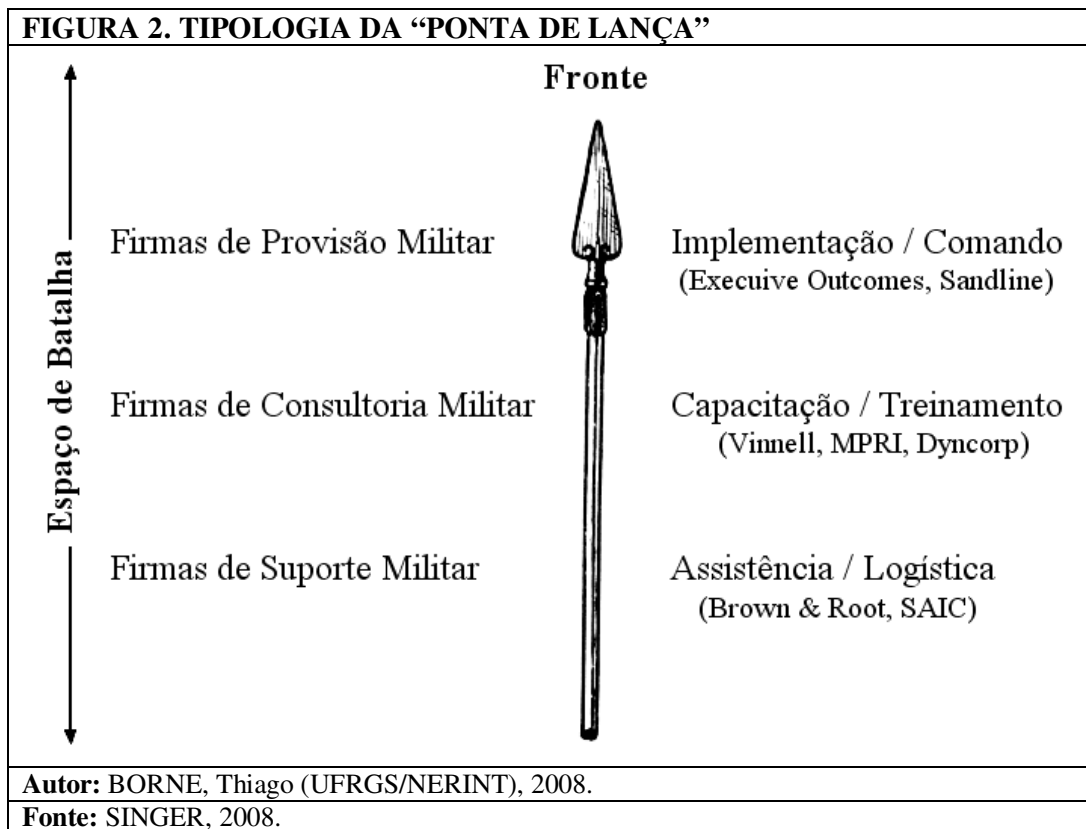 FIGURA 2. TIPOLOGIA DA “PONTA DE LANÇA”
Fronte
Espaço de Batalha
Firmas de Provisão Militar
Implementação / Comando
(Execuive Outcomes, Sandline)
Firmas de Consultoria Militar
Capacitação / Treinamento
(Vinnell, MPRI, Dyncorp)
Firmas de Suporte Militar
Assistência / Logística
(Brown & Root, SAIC)
Autor: BORNE, Thiago (UFRGS/NERINT), 2008.
Fonte: SINGER, 2008.